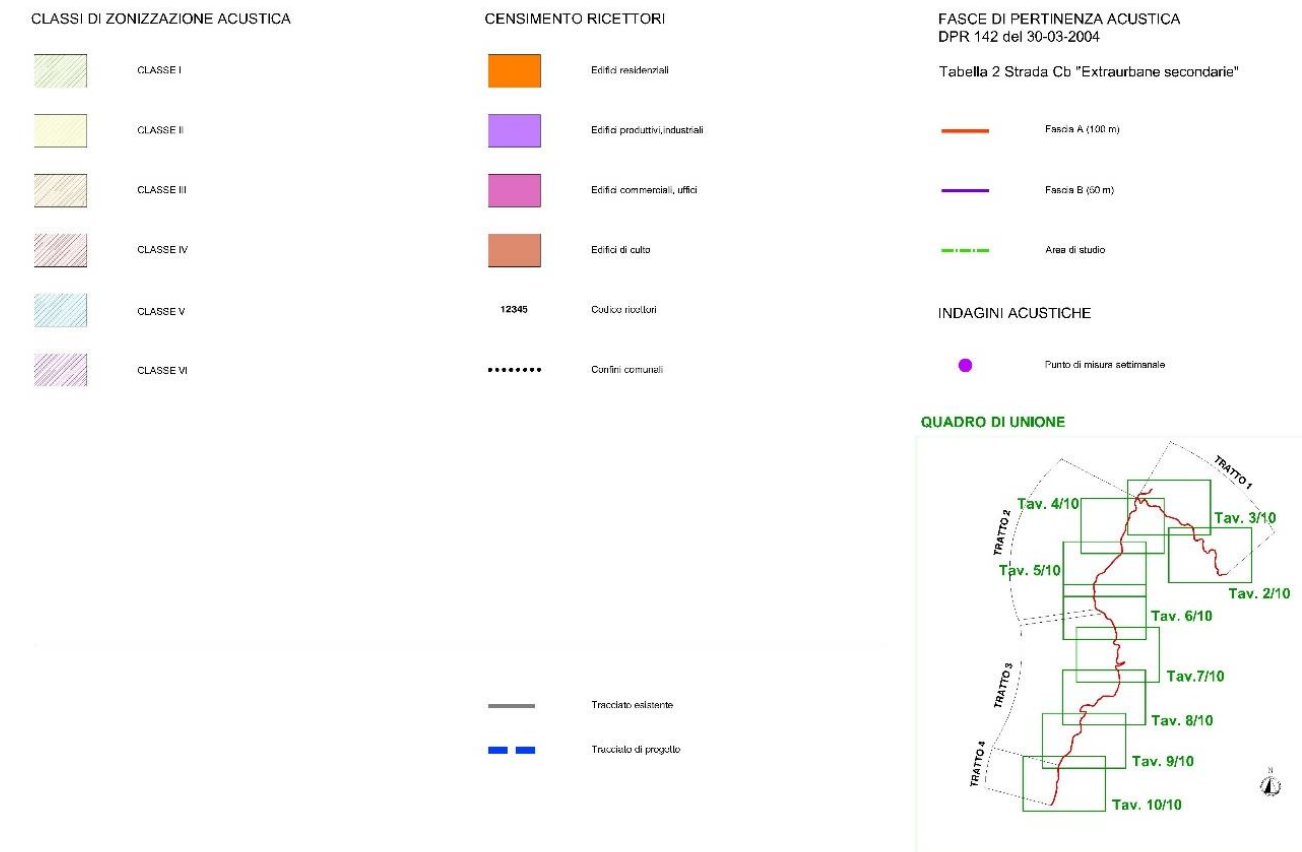 CLASSI DI ZONIZZAZIONE ACUSTICA
CLASSE I
CLASSE II
CLASSE III
CLASSE IV
CLASSE V
CLASSE VI
CENSIMENTO RICETTORI
Edifici residenziali
Edifici produttivi,industriali
Edifici commerciali, uffici
Edifici di culto
12345
Codice ricettori
Confini comunali
Tracciato esistente
Tracciato di progetto
FASCE DI PERTINENZA ACUSTICA
DPR 142 del 30-03-2004
Tabella 2 Strada Cb "Extraurbane secondarie"
Fascia A (100 m)
Fascia B (50 m)
Area di studio
INDAGINI ACUSTICHE
Punto di misura settimanale
QUADRO DI UNIONE
TRATTO 1
Tav. 4/10
Tav. 3/10
TRATTO 2
Tav. 5/10
Tav. 2/10
Tav. 6/10
Tav.7/10
TRATTO 3
Tav. 8/10
TRATTO 4
Tav. 9/10
Tav. 10/10
N